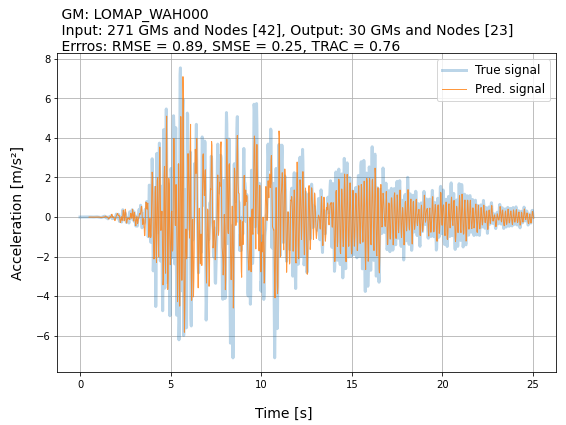 GM: LOMAP_WAH000
Input: 271 GMs and Nodes [42], Output: 30 GMs and Nodes [23]
Errros: RMSE = 0.89, SMSE = 0.25, TRAC = 0.76
True signal
Pred. signal
Acceleration [m/s²]
8
6
4
2
0
−2
−4
−6
0 5 10 15 20 25
Time [s]